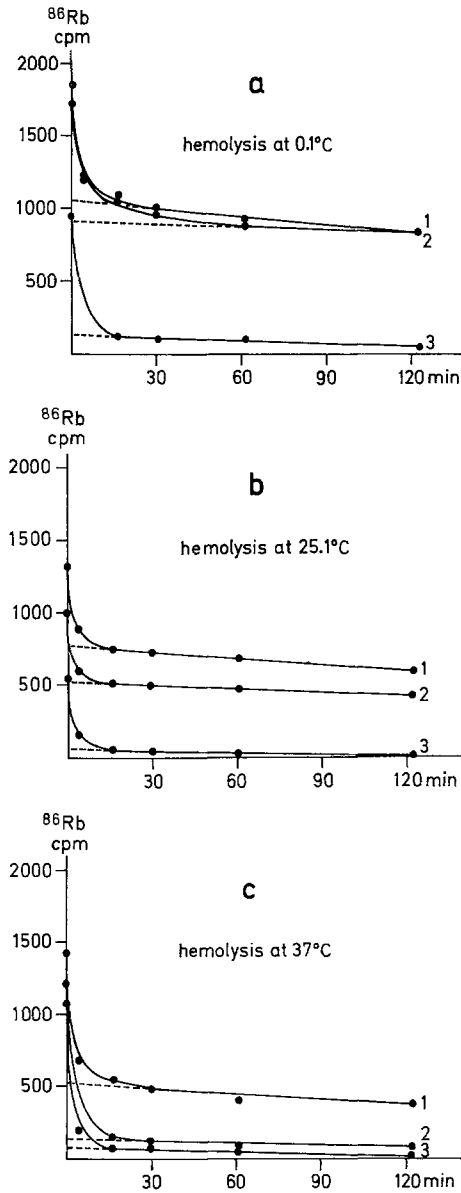 ⁸⁶Rb
cpm
2000
a
1500
hemolysis at 0.1°C
1000
1
2
500
3
30 60 90 120 min
⁸⁶Rb
cpm
2000
b
1500
hemolysis at 25.1°C
1000
1
500
2
3
30 60 90 120 min
⁸⁶Rb
cpm
2000
c
1500
hemolysis at 37°C
1000
500
1
2
3
30 60 90 120 min